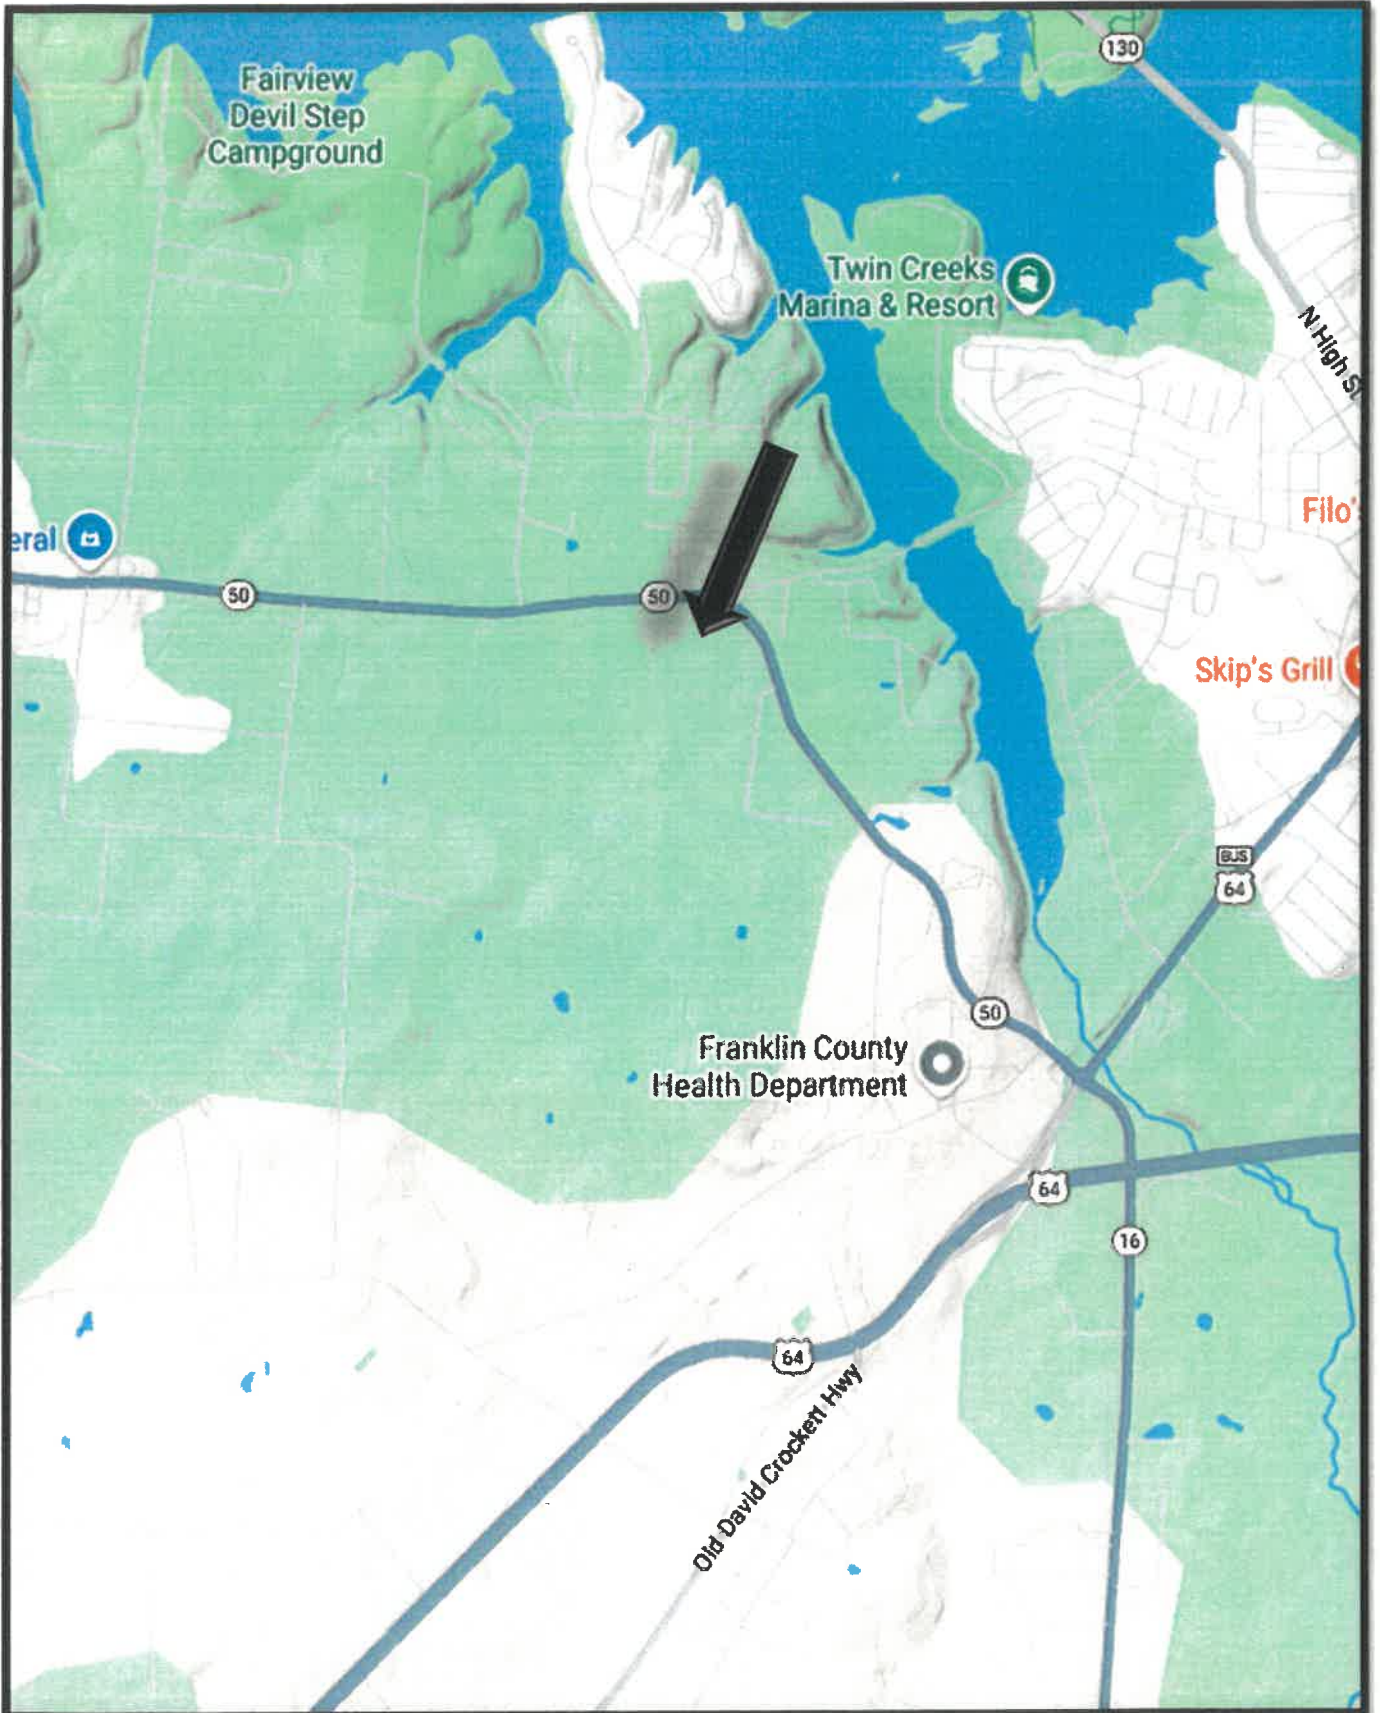 130
Fairview
Devil Step
Campground
Twin Creeks
Marina & Resort
N High St
Filo's
eral
50
50
Skip's Grill
BUS
64
50
Franklin County
Health Department
64
16
64
Old David Crockett Hwy